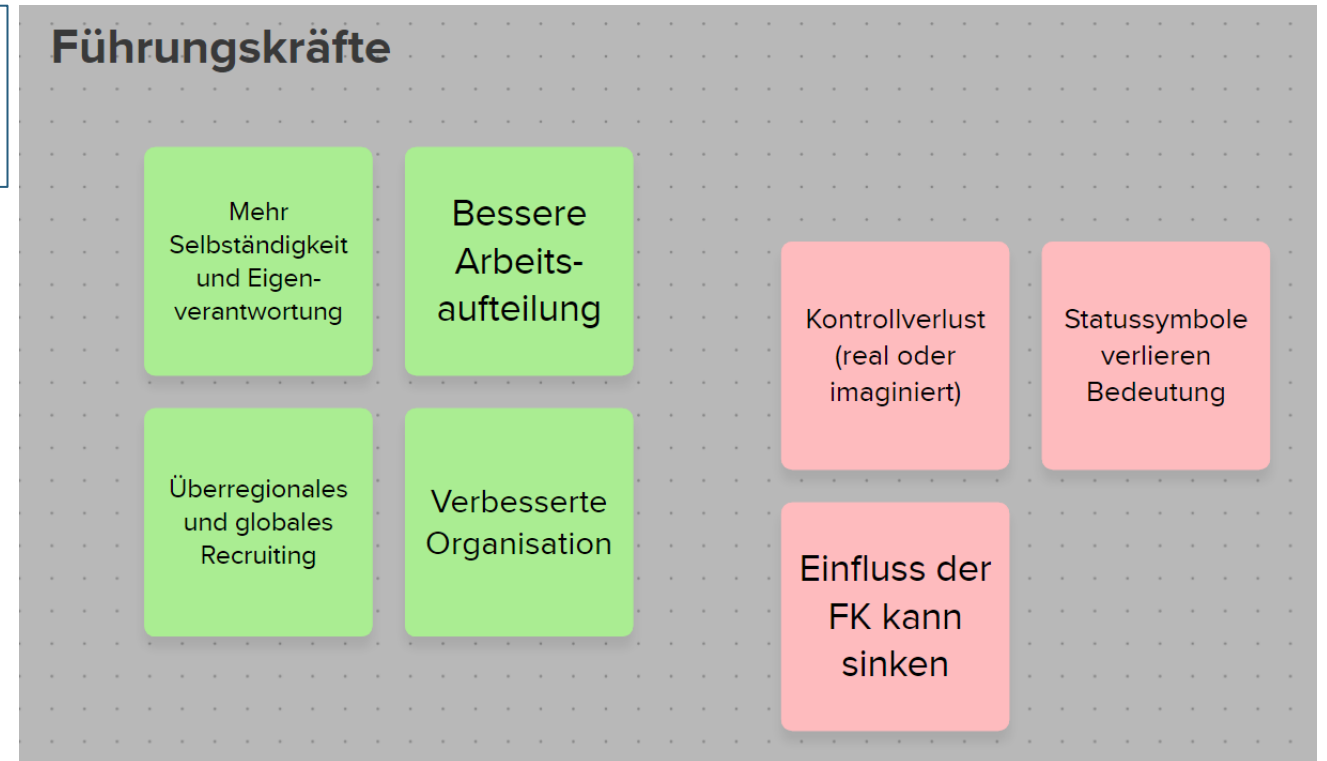 Führungskräfte
Mehr
Selbständigkeit
und Eigen-
verantwortung
Bessere
Arbeits-
aufteilung
Überregionales
und globales
Recruiting
Verbesserte
Organisation
Kontrollverlust
(real oder
imaginiert)
Statussymbole
verlieren
Bedeutung
Einfluss der
FK kann
sinken